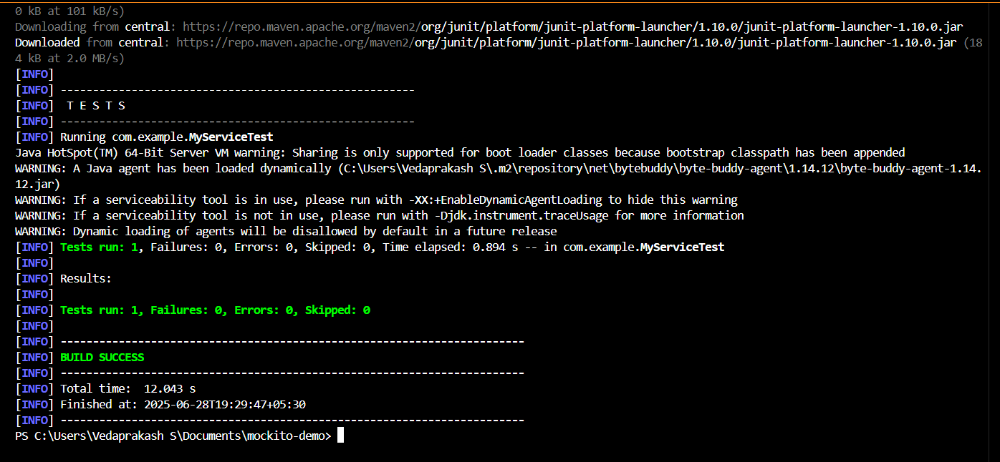 0 kB at 101 kB/s)
Downloading from central: https://repo.maven.apache.org/maven2/org/junit/platform/junit-platform-launcher/1.10.0/junit-platform-launcher-1.10.0.jar
Downloaded from central: https://repo.maven.apache.org/maven2/org/junit/platform/junit-platform-launcher/1.10.0/junit-platform-launcher-1.10.0.jar (18
4 kB at 2.0 MB/s)
[INFO]
[INFO] -------------------------------------------------------
[INFO]  T E S T S
[INFO] -------------------------------------------------------
[INFO] Running com.example.MyServiceTest
Java HotSpot(TM) 64-Bit Server VM warning: Sharing is only supported for boot loader classes because bootstrap classpath has been appended
WARNING: A Java agent has been loaded dynamically (C:\Users\Vedaprakash S\.m2\repository\net\bytebuddy\byte-buddy-agent\1.14.12\byte-buddy-agent-1.14.
12.jar)
WARNING: If a serviceability tool is in use, please run with -XX:+EnableDynamicAgentLoading to hide this warning
WARNING: If a serviceability tool is not in use, please run with -Djdk.instrument.traceUsage for more information
WARNING: Dynamic loading of agents will be disallowed by default in a future release
[INFO] Tests run: 1, Failures: 0, Errors: 0, Skipped: 0, Time elapsed: 0.894 s -- in com.example.MyServiceTest
[INFO]
[INFO] Results:
[INFO]
[INFO] Tests run: 1, Failures: 0, Errors: 0, Skipped: 0
[INFO]
[INFO] ------------------------------------------------------------------------
[INFO] BUILD SUCCESS
[INFO] ------------------------------------------------------------------------
[INFO] Total time:  12.043 s
[INFO] Finished at: 2025-06-28T19:29:47+05:30
[INFO] ------------------------------------------------------------------------
PS C:\Users\Vedaprakash S\Documents\mockito-demo>